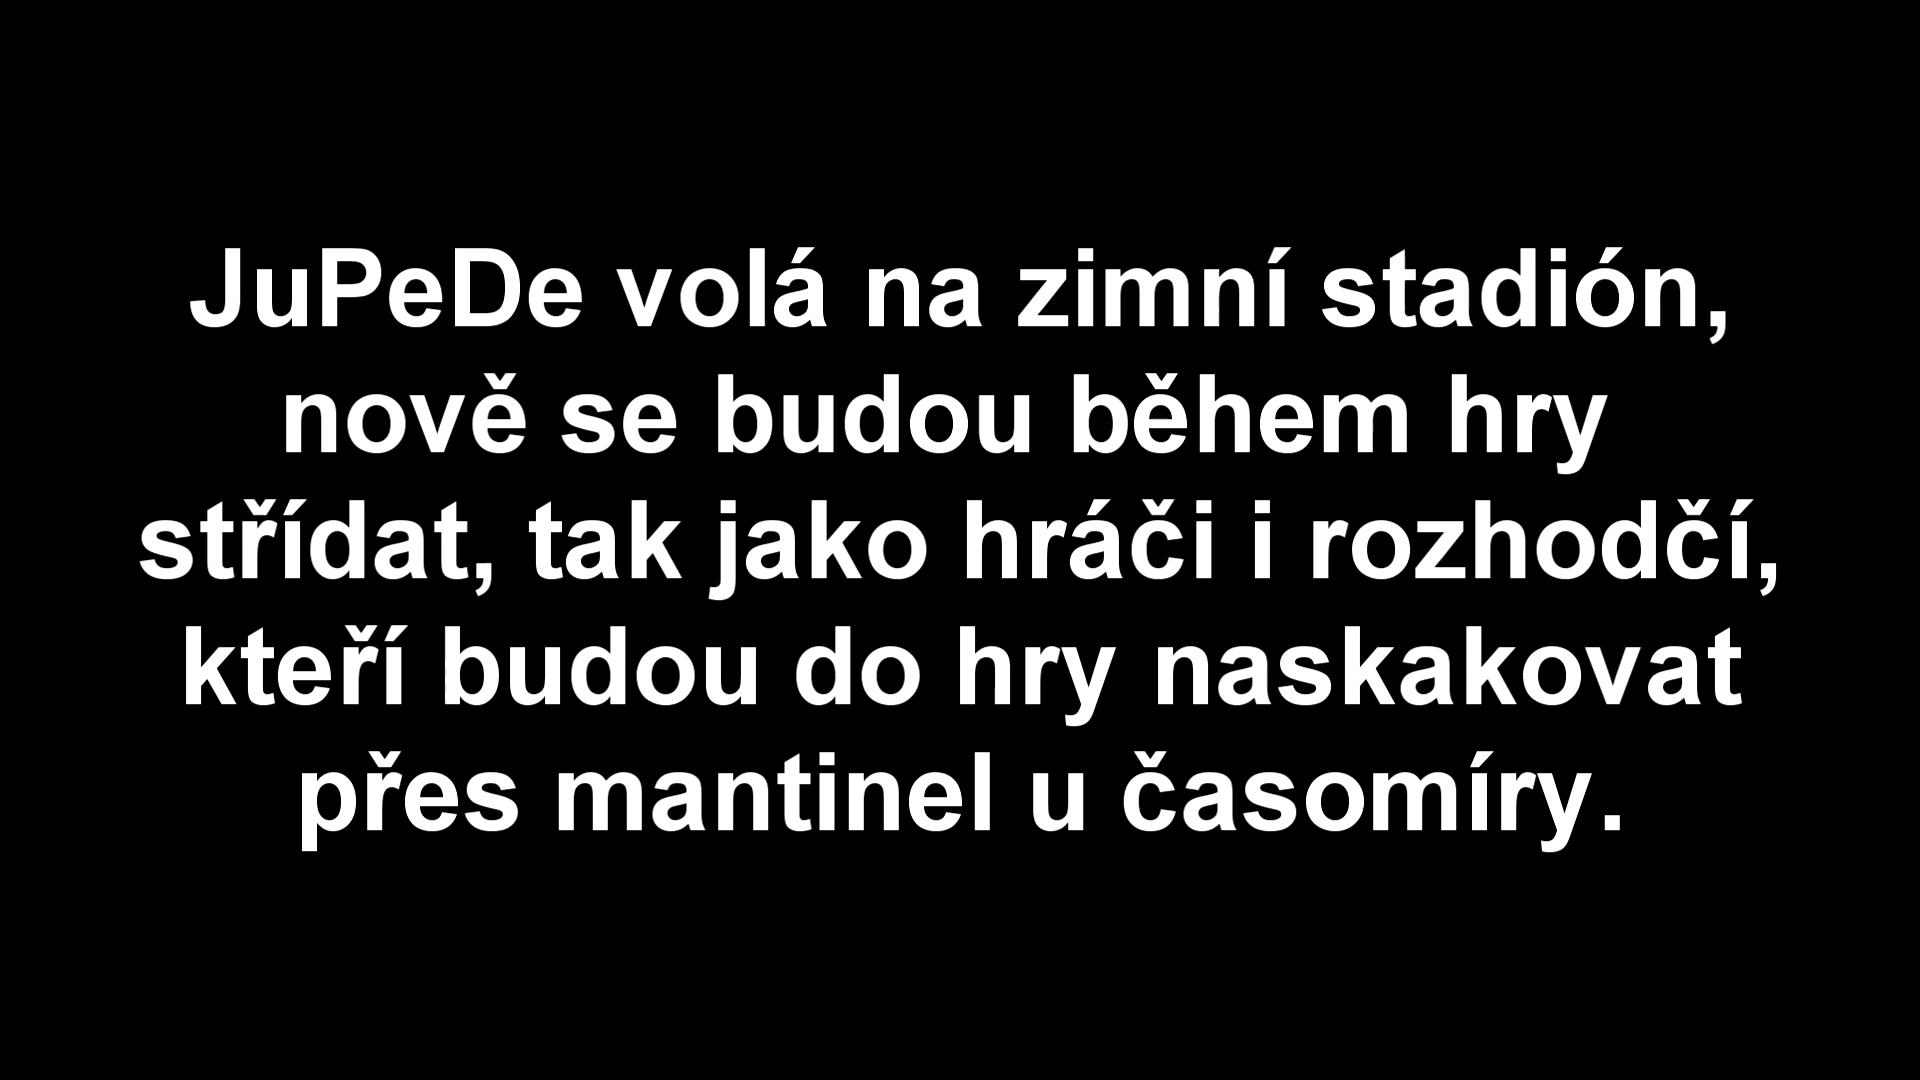 JuPeDe volá na zimní stadión,
nově se budou během hry
střídat, tak jako hráči i rozhodčí,
kteří budou do hry naskakovat
přes mantinel u časomíry.